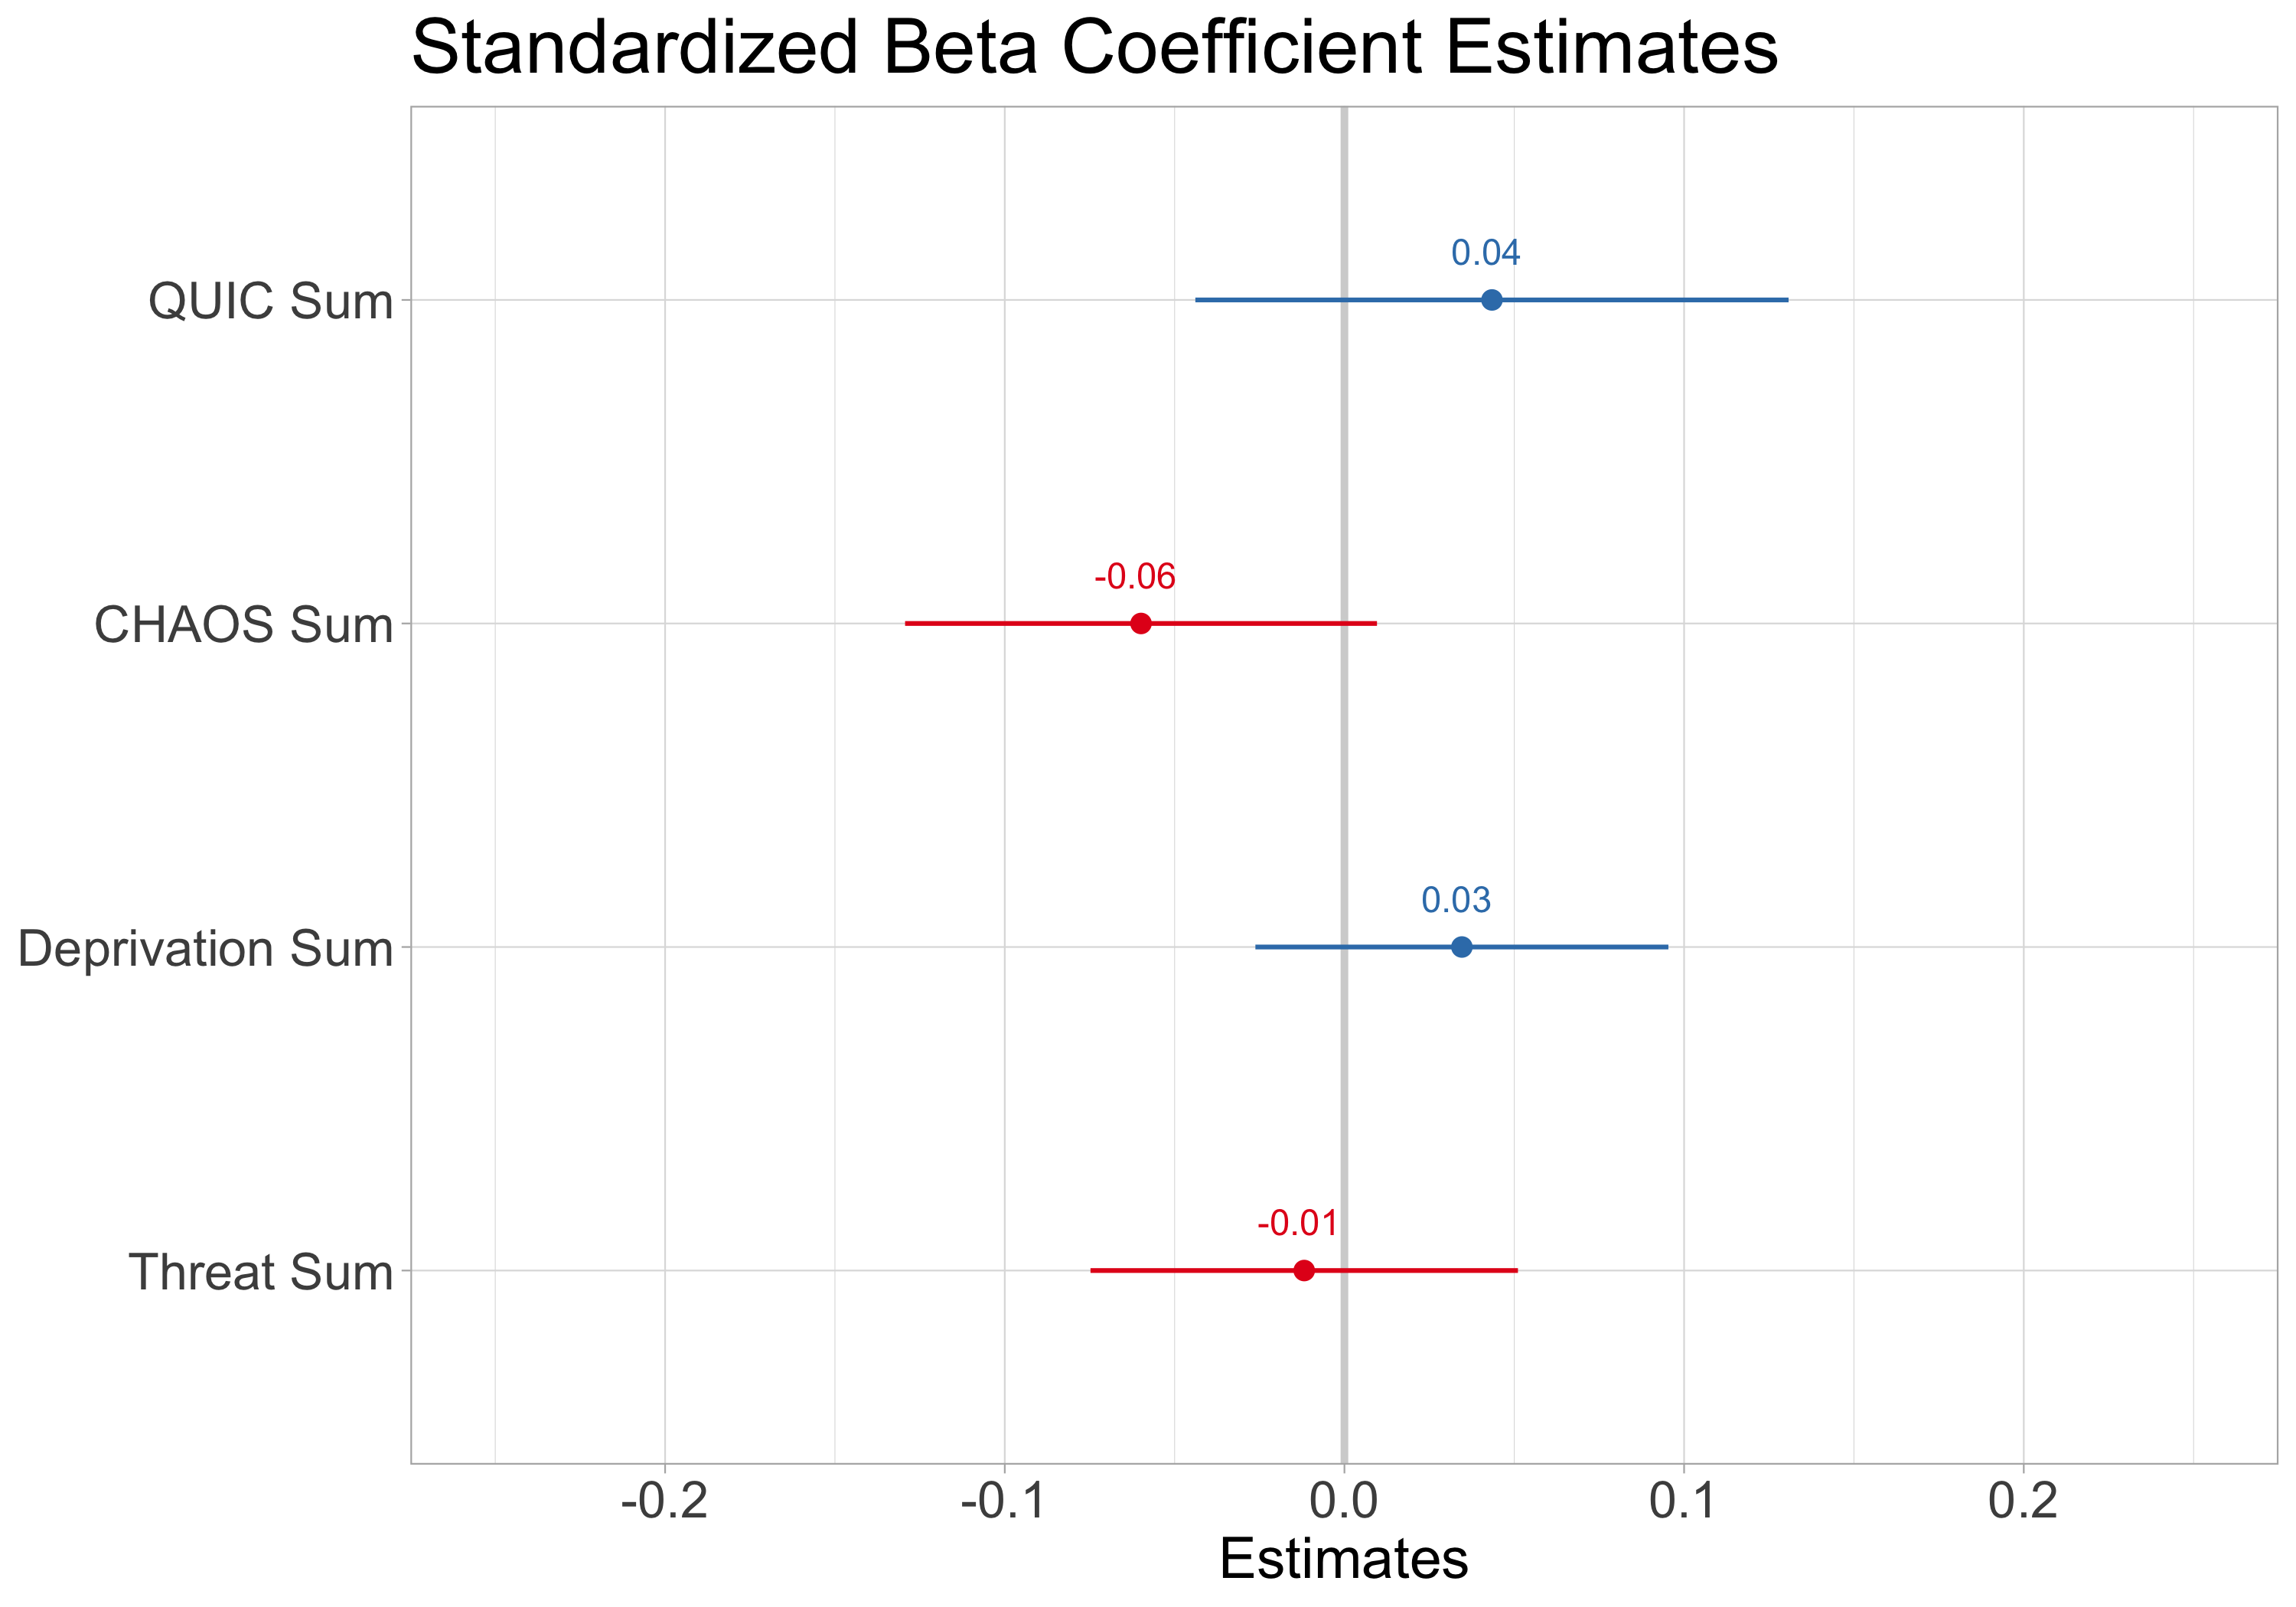 Standardized Beta Coefficient Estimates
QUIC Sum
0.04
CHAOS Sum
-0.06
Deprivation Sum
0.03
Threat Sum
-0.01
-0.2 -0.1 0.0 0.1 0.2
Estimates